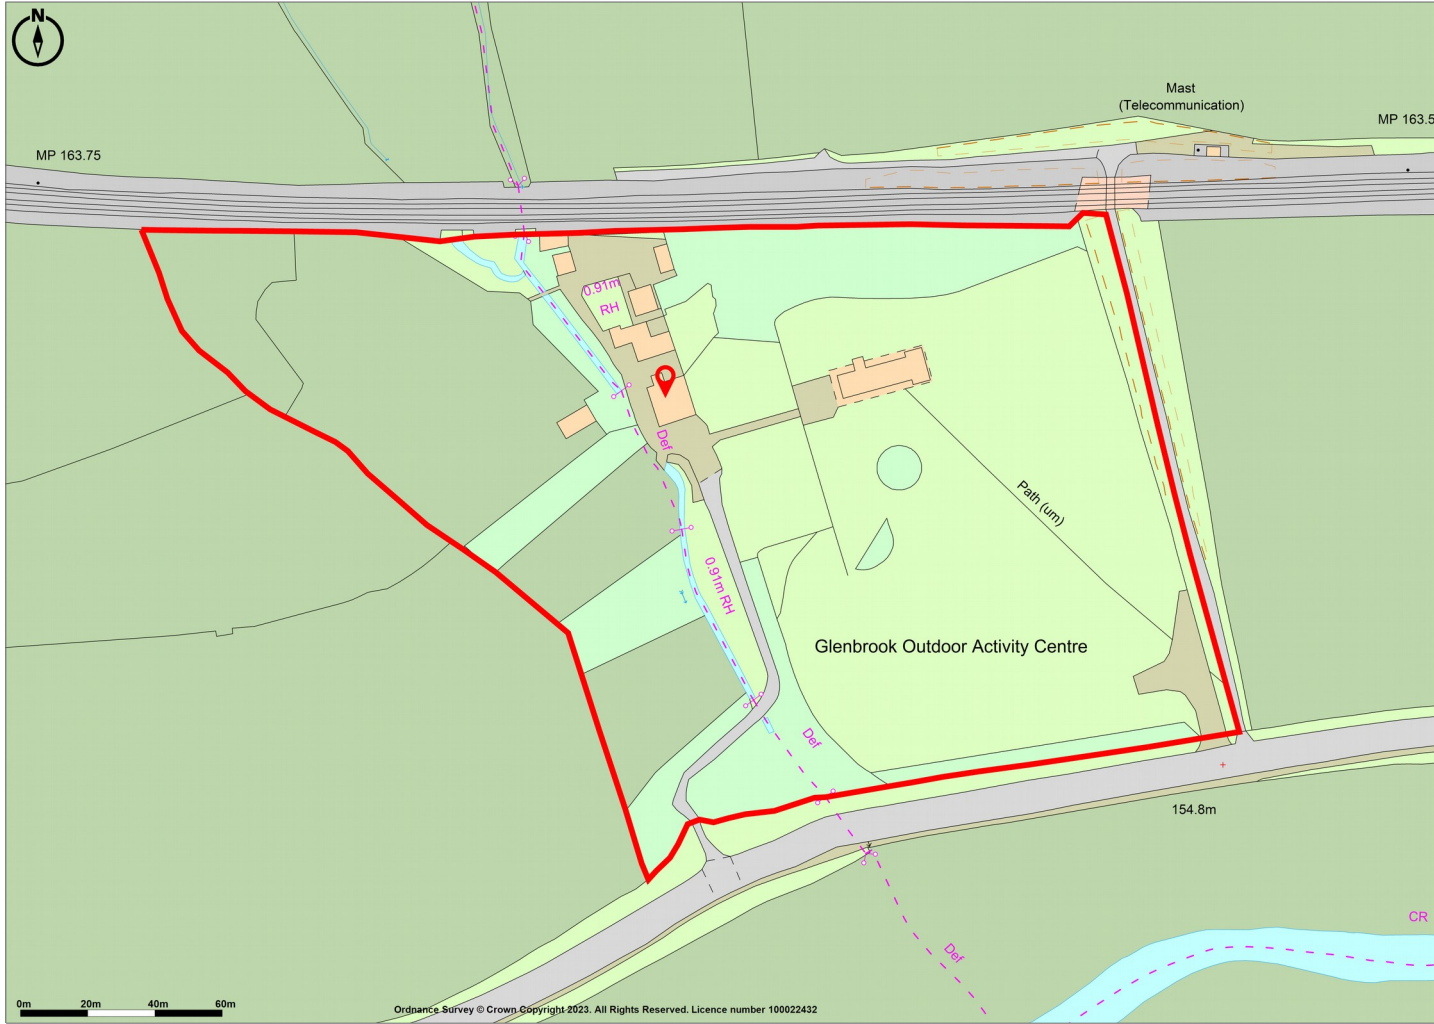 N
Mast
(Telecommunication)
MP 163.5
MP 163.75
0.91m
RH
Def
Path (um)
0.91m RH
Glenbrook Outdoor Activity Centre
Def
154.8m
CR
Def
0m 20m 40m 60m
Ordnance Survey © Crown Copyright 2023. All Rights Reserved. Licence number 100022432